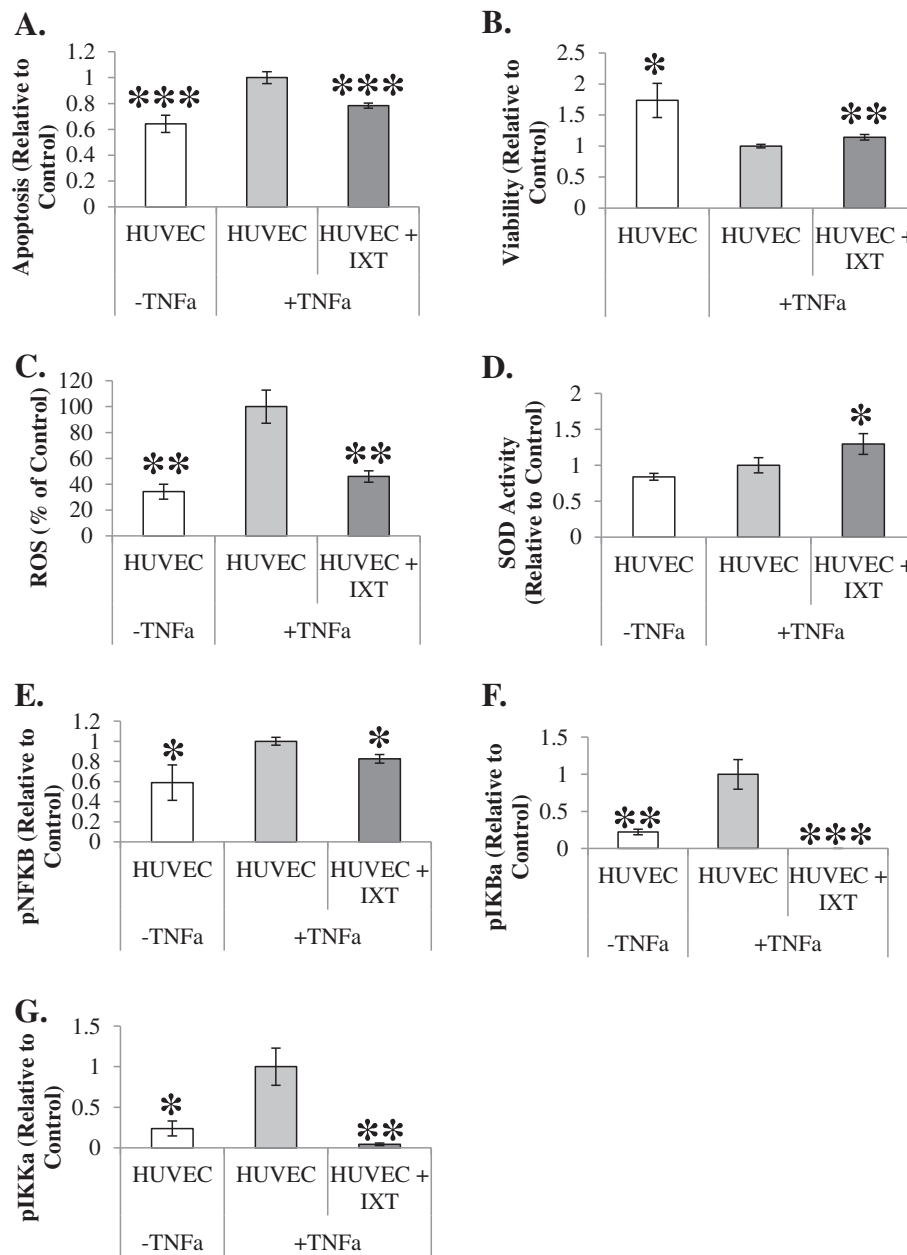 A.
Apoptosis (Relative to
Control)
1.2
1
0.8
0.6
0.4
0.2
0
***
***
HUVEC
HUVEC
HUVEC +
IXT
-TNFa
+TNFa
B.
Viability (Relative to
Control)
2.5
2
1.5
1
0.5
0
*
**
HUVEC
HUVEC
HUVEC +
IXT
+TNFa
C.
ROS (% of Control)
120
100
80
60
40
20
0
**
**
HUVEC
HUVEC
HUVEC +
IXT
-TNFa
+TNFa
D.
SOD Activity
(Relative to Control)
2
1.5
1
0.5
0
*
HUVEC
HUVEC
HUVEC +
IXT
-TNFa
+TNFa
E.
pNFKB (Relative to
Control)
1.2
1
0.8
0.6
0.4
0.2
0
*
*
HUVEC
HUVEC
HUVEC +
IXT
-TNFa
+TNFa
F.
pIKBa (Relative to
Control)
1.5
1
0.5
0
**
***
HUVEC
HUVEC
HUVEC +
IXT
-TNFa
+TNFa
G.
pIKKa (Relative to
Control)
1.5
1
0.5
0
*
**
HUVEC
HUVEC
HUVEC +
IXT
-TNFa
+TNFa